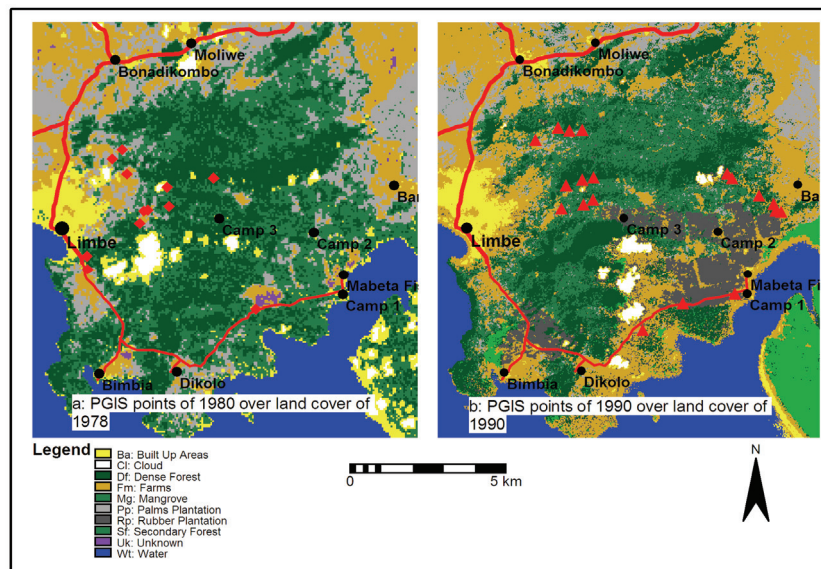 Moliwe
Bonadikombo
Limbe
Camp 3
Camp 2
Ba
Mabeta Fi
Camp 1
Bimbia
Dikolo
a: PGIS points of 1980 over land cover of
1978
Moliwe
Bonadikombo
Limbe
Camp 3
Camp 2
Ba
Mabeta Fi
Camp 1
Bimbia
Dikolo
b: PGIS points of 1990 over land cover of
1990
Legend
Ba: Built Up Areas
Cl: Cloud
Df: Dense Forest
Fm: Farms
Mg: Mangrove
Pp: Palms Plantation
Rp: Rubber Plantation
Sf: Secondary Forest
Uk: Unknown
Wt: Water
0 5 km
N